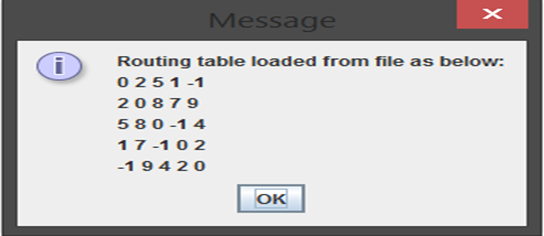 Message
Routing table loaded from file as below:
0 2 5 1 -1
2 0 8 7 9
5 8 0 -1 4
1 7 -1 0 2
-1 9 4 2 0
OK